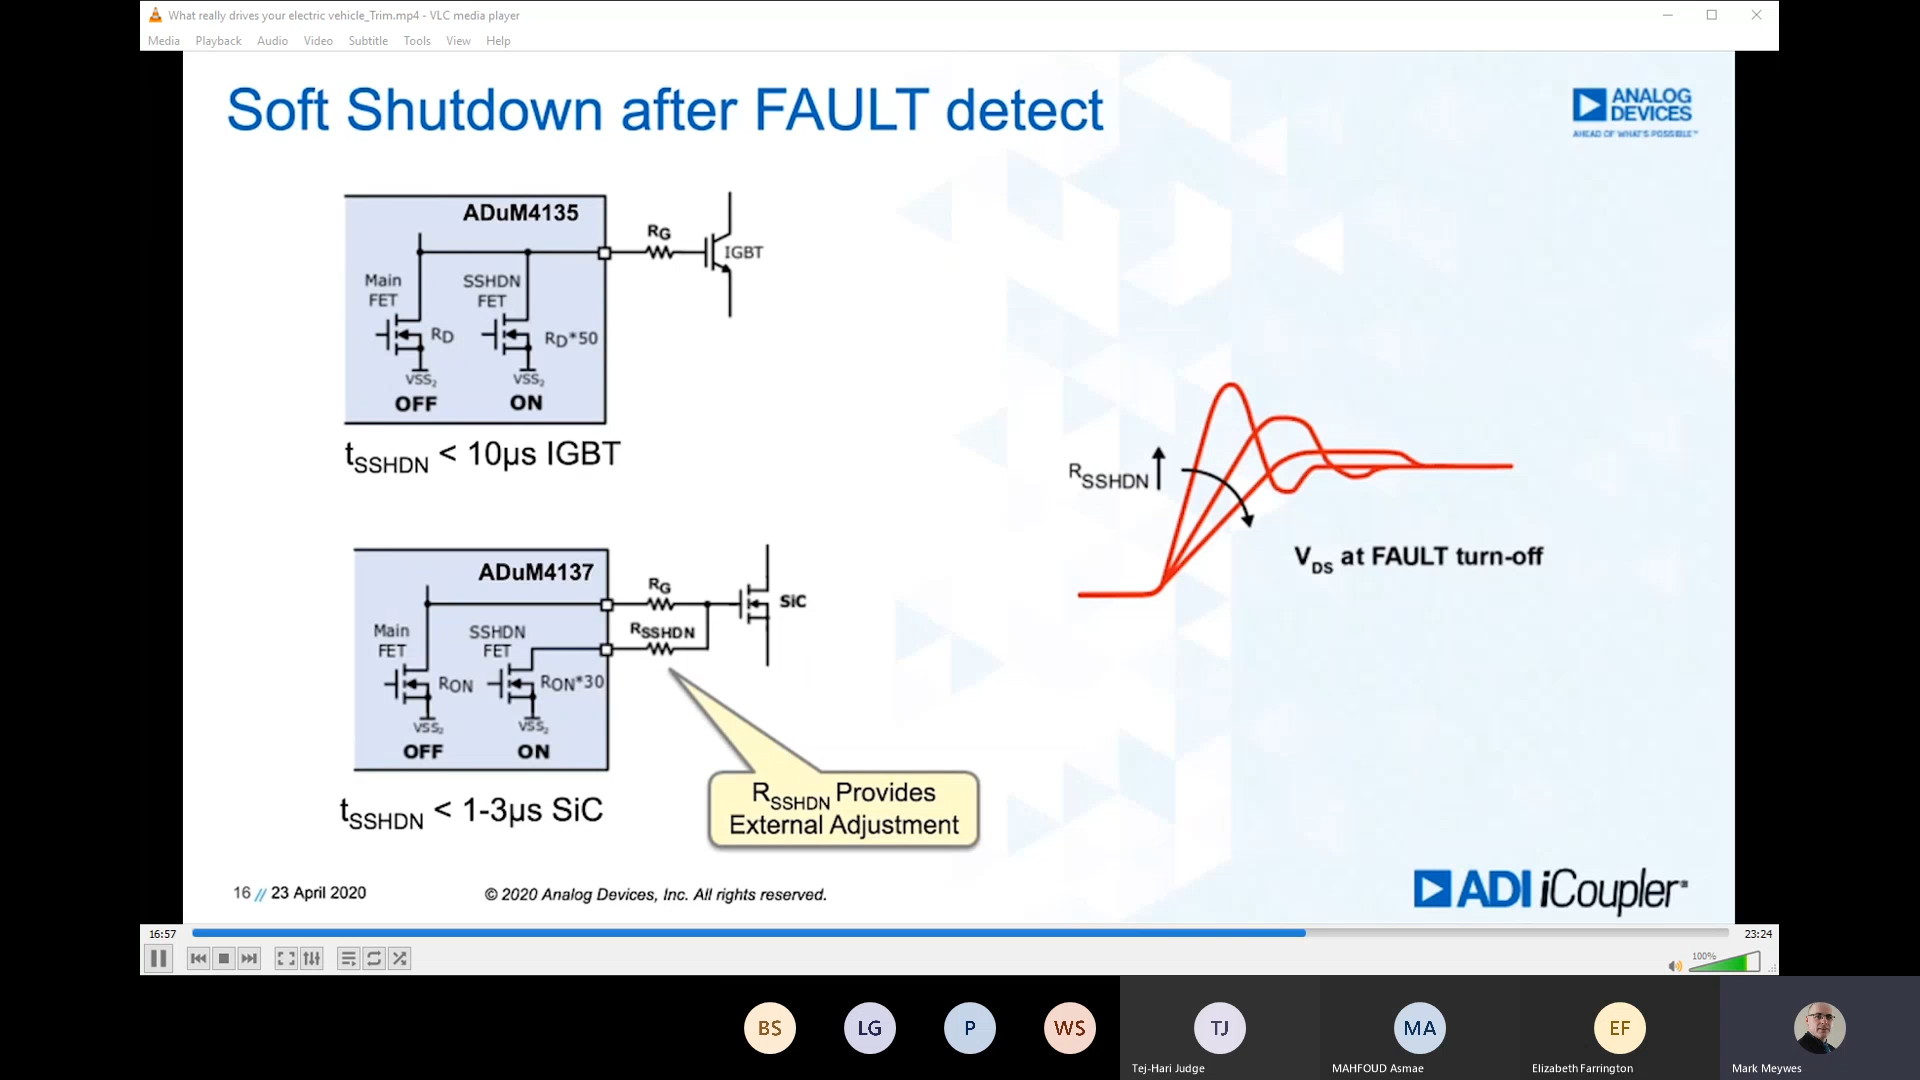 What really drives your electric vehicle_Trim.mp4 - VLC media player
Media Playback Audio Video Subtitle Tools View Help
Soft Shutdown after FAULT detect
ANALOG
DEVICES
AHEAD OF WHAT'S POSSIBLE™
ADuM4135
RG
IGBT
Main
FET
SSHDN
FET
RD
RD*50
VSS2
VSS2
OFF
ON
tSSHDN < 10µs IGBT
RSSHDN
VDS at FAULT turn-off
ADuM4137
RG
SiC
RSSHDN
Main
FET
SSHDN
FET
RON
RON*30
VSS2
VSS2
OFF
ON
RSSHDN Provides
External Adjustment
tSSHDN < 1-3µs SiC
16 // 23 April 2020
© 2020 Analog Devices, Inc. All rights reserved.
ADI iCoupler®
16:57
23:24
100%
BS
LG
P
WS
TJ
MA
EF
Tej-Hari Judge
MAHFOUD Asmae
Elizabeth Farrington
Mark Meywes